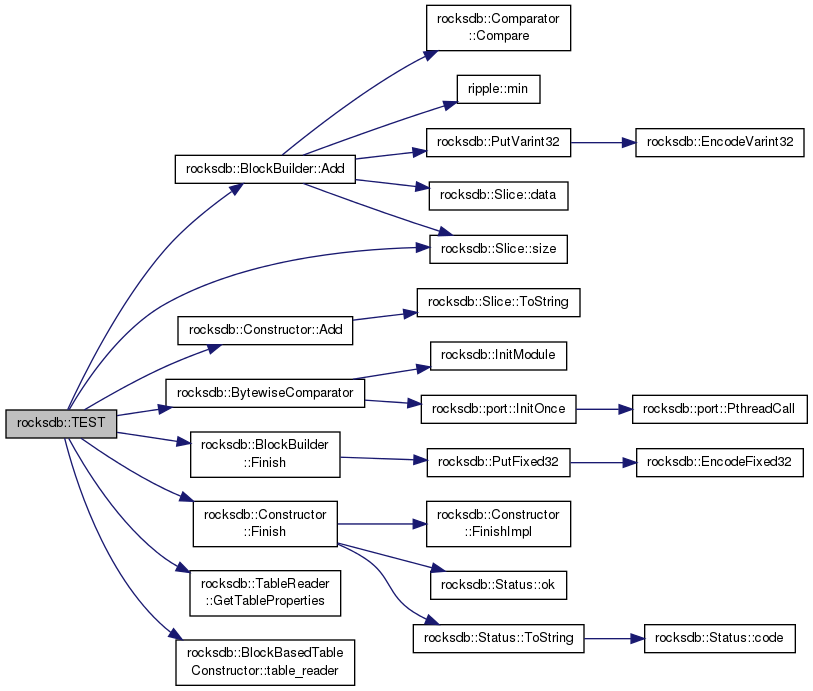 rocksdb::Comparator
::Compare
ripple::min
rocksdb::PutVarint32
rocksdb::EncodeVarint32
rocksdb::BlockBuilder::Add
rocksdb::Slice::data
rocksdb::Slice::size
rocksdb::Slice::ToString
rocksdb::Constructor::Add
rocksdb::InitModule
rocksdb::BytewiseComparator
rocksdb::port::InitOnce
rocksdb::port::PthreadCall
rocksdb::TEST
rocksdb::BlockBuilder
::Finish
rocksdb::PutFixed32
rocksdb::EncodeFixed32
rocksdb::Constructor
::Finish
rocksdb::Constructor
::FinishImpl
rocksdb::Status::ok
rocksdb::TableReader
::GetTableProperties
rocksdb::Status::ToString
rocksdb::Status::code
rocksdb::BlockBasedTable
Constructor::table_reader